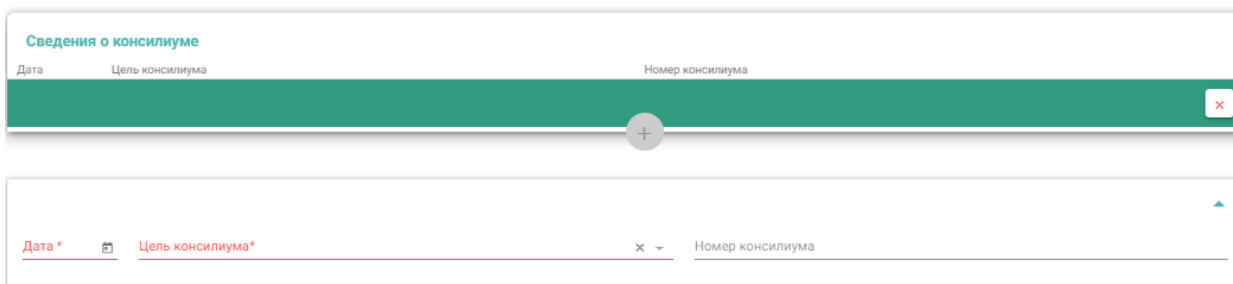 Сведения о консилиуме
Дата Цель консилиума Номер консилиума
Дата * Цель консилиума* Номер консилиума